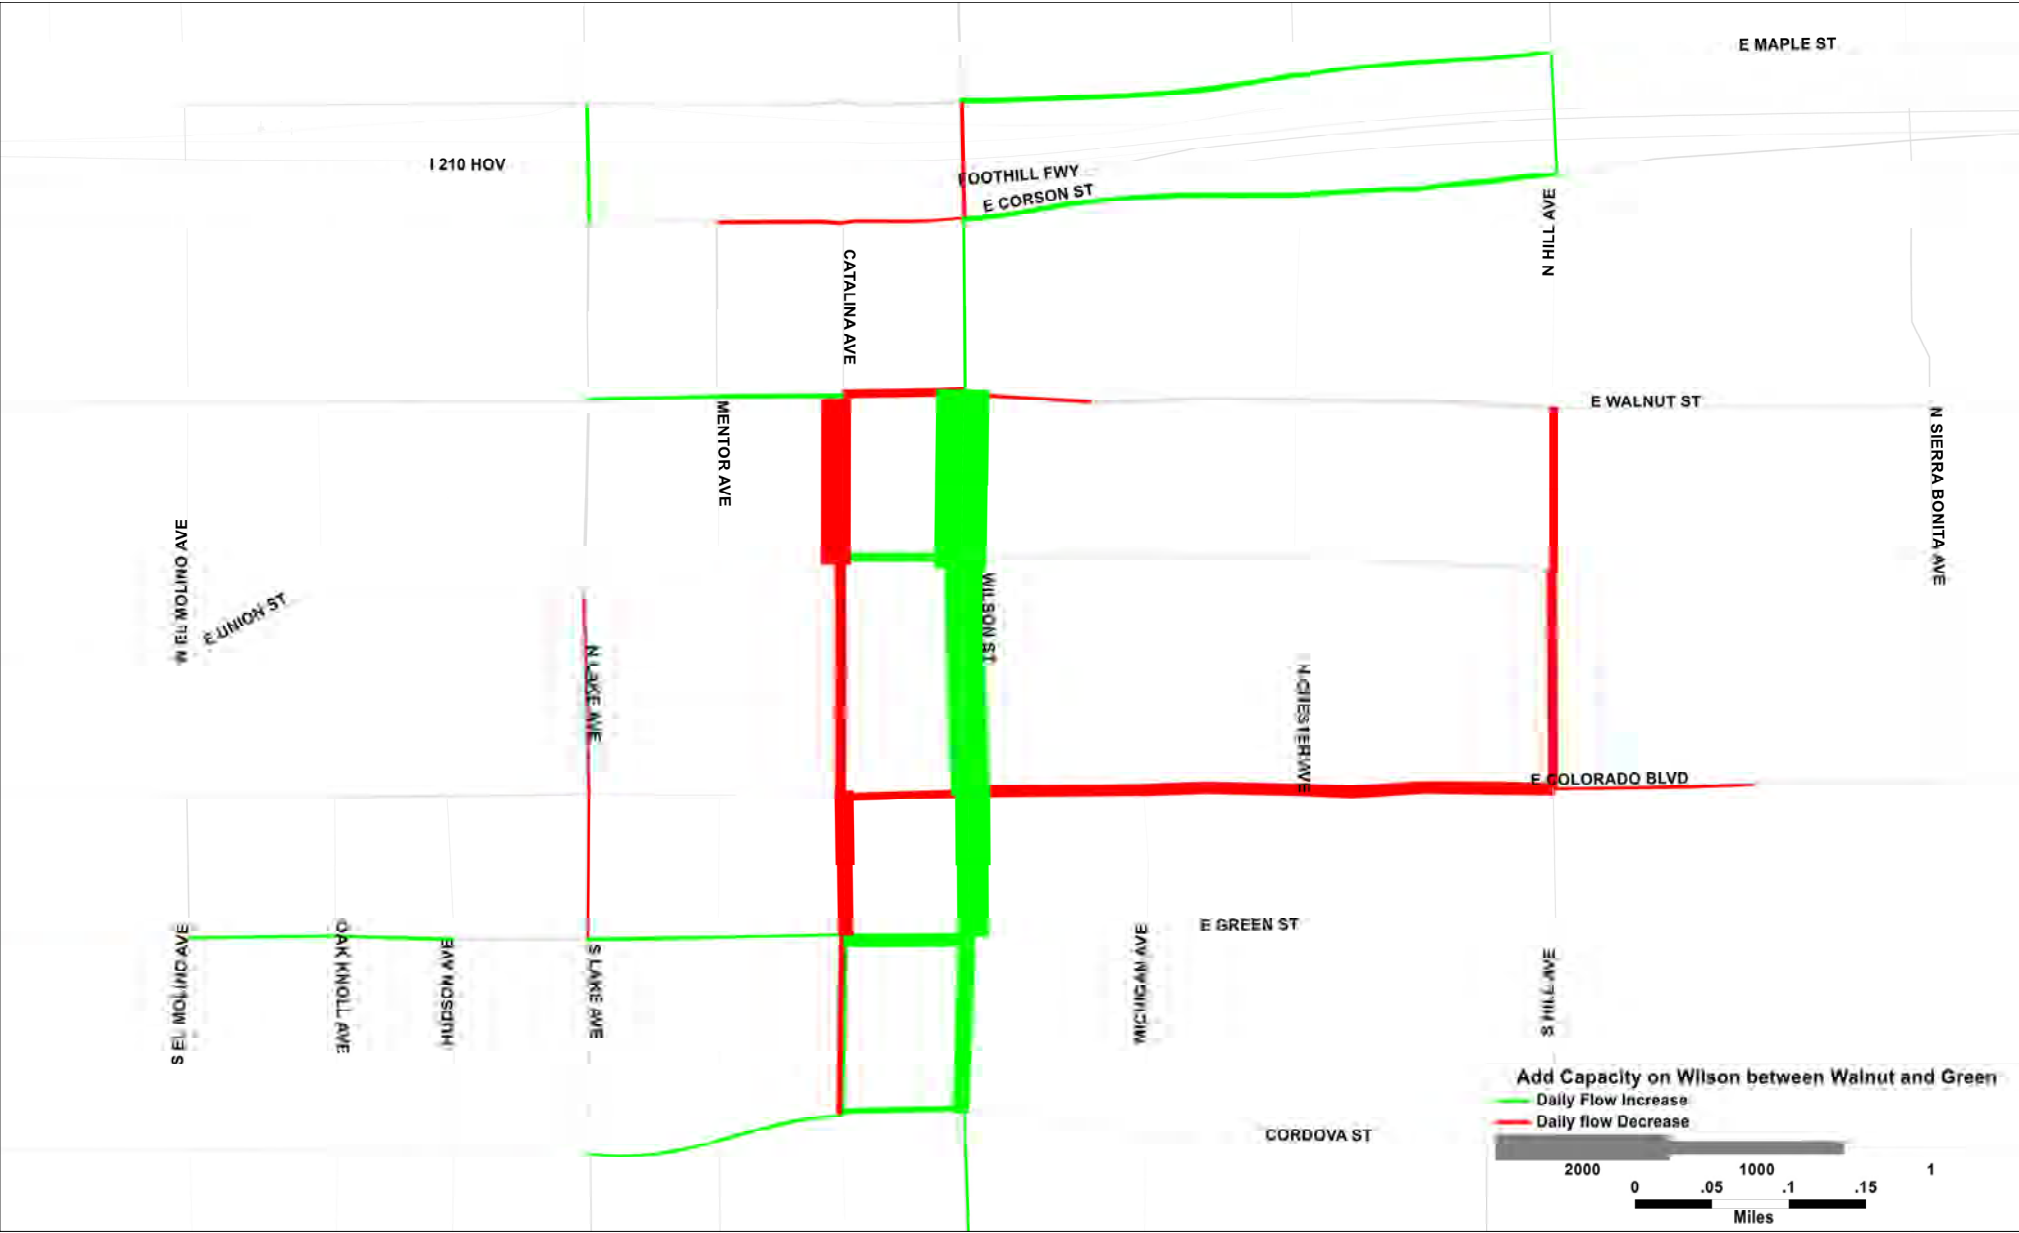 E MAPLE ST
I 210 HOV
FOOTHILL FWY
E CORSON ST
N HILL AVE
CATALINA AVE
E WALNUT ST
MENTOR AVE
N SIERRA BONITA AVE
N EL MOLINO AVE
E UNION ST
WILSON ST
N LAKE AVE
N CHESTER AVE
E COLORADO BLVD
E GREEN ST
S EL MOLINO AVE
OAK KNOLL AVE
HUDSON AVE
S LAKE AVE
MICHIGAN AVE
S HILL AVE
CORDOVA ST
Add Capacity on Wilson between Walnut and Green
Daily Flow Increase
Daily flow Decrease
2000 1000 1
0 .05 .1 .15
Miles